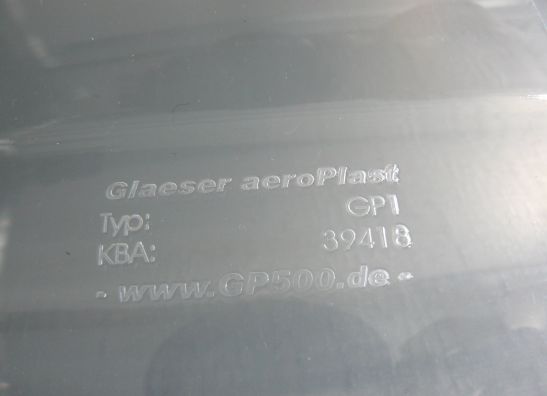 Glaeser aeroPlast
Typ: GP1
KBA: 39418
- www.GP500.de -